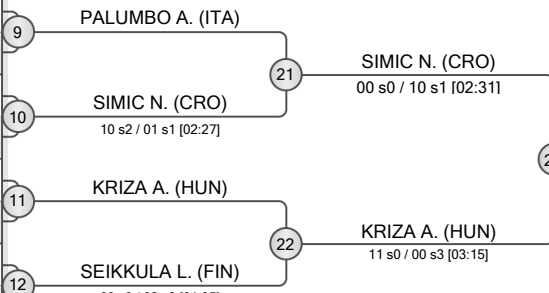 9
PALUMBO A. (ITA)
21
SIMIC N. (CRO)
00 s0 / 10 s1 [02:31]
10
SIMIC N. (CRO)
10 s2 / 01 s1 [02:27]
11
KRIZA A. (HUN)
22
KRIZA A. (HUN)
11 s0 / 00 s3 [03:15]
12
SEIKKULA L. (FIN)